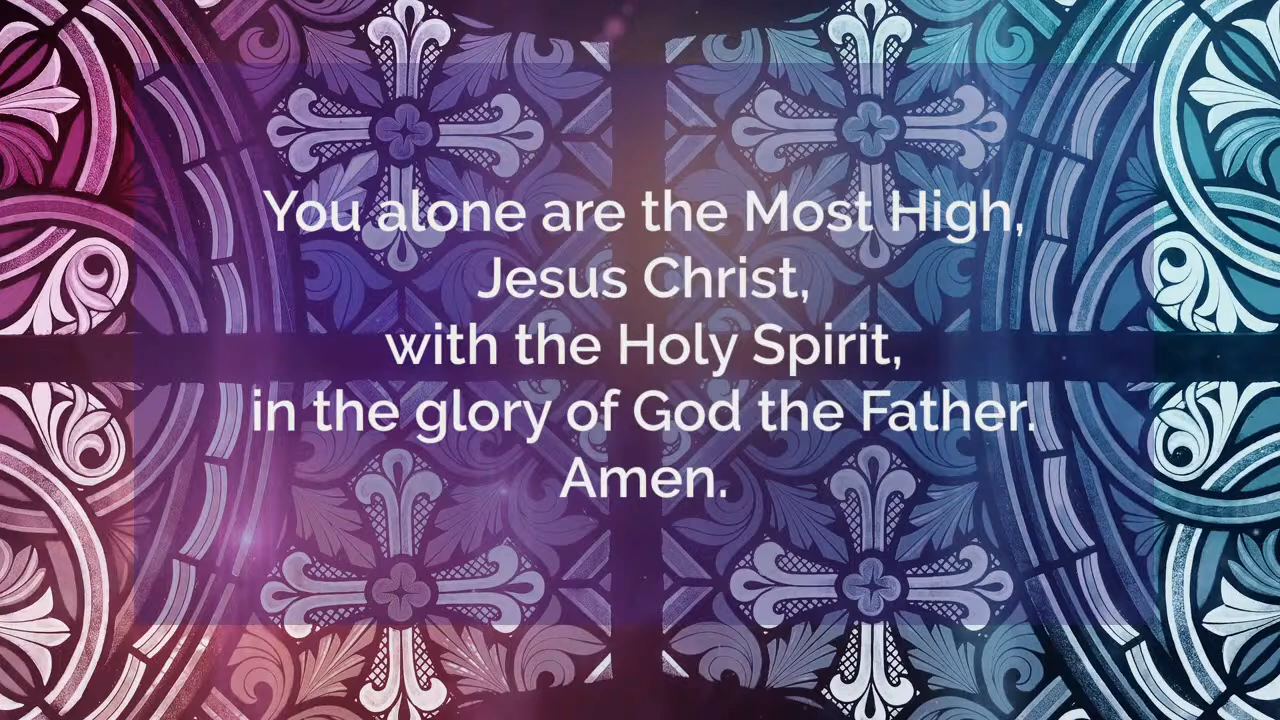 You alone are the Most High,
Jesus Christ,
with the Holy Spirit,
in the glory of God the Father.
Amen.